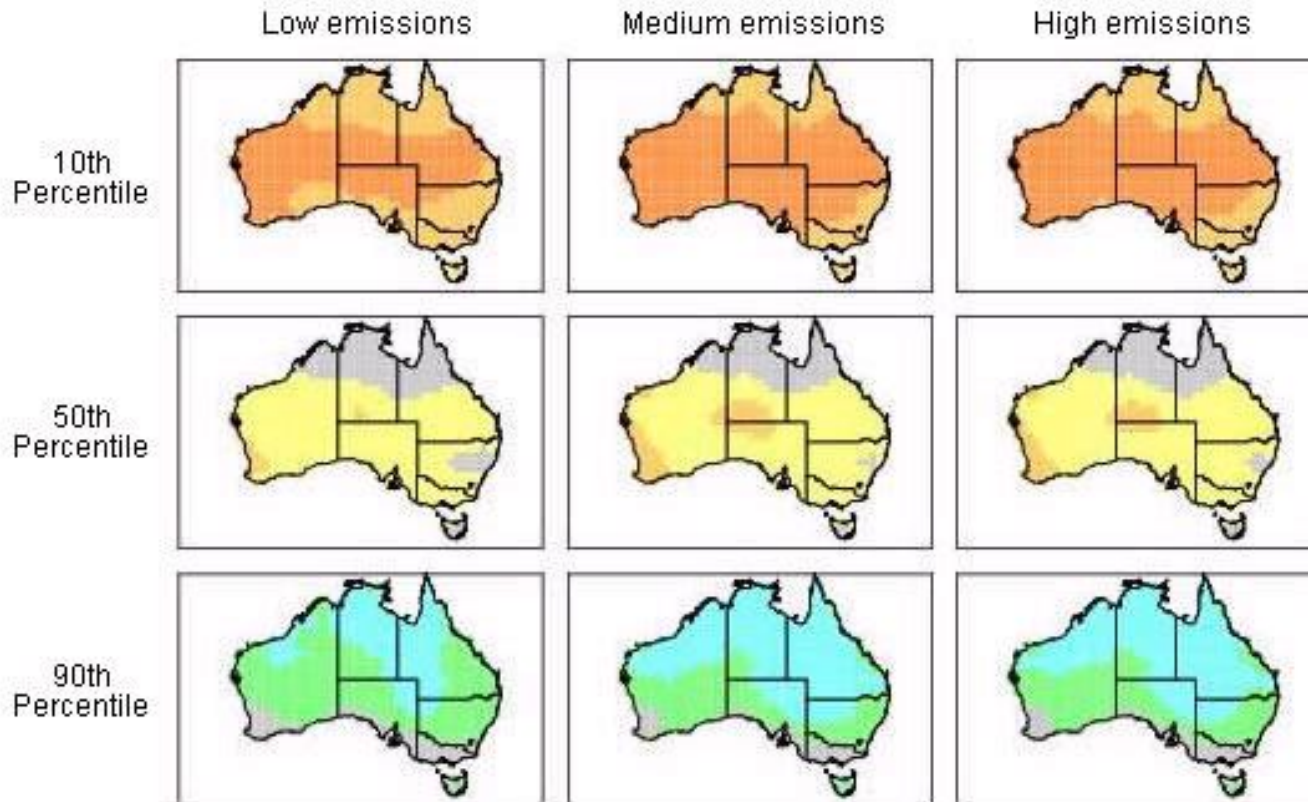 Low emissions
Medium emissions
High emissions
10th
Percentile
50th
Percentile
90th
Percentile